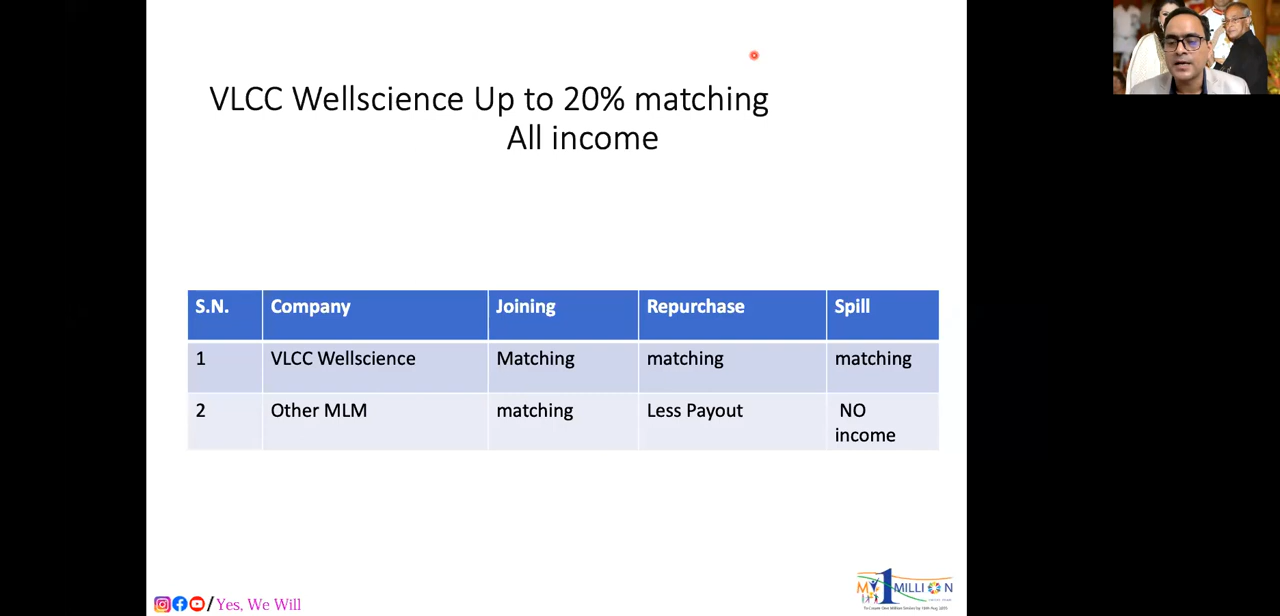 VLCC Wellscience Up to 20% matching
All income
S.N. Company Joining Repurchase Spill
1 VLCC Wellscience Matching matching matching
2 Other MLM matching Less Payout NO
income
/Yes, We Will
MY1MILLION